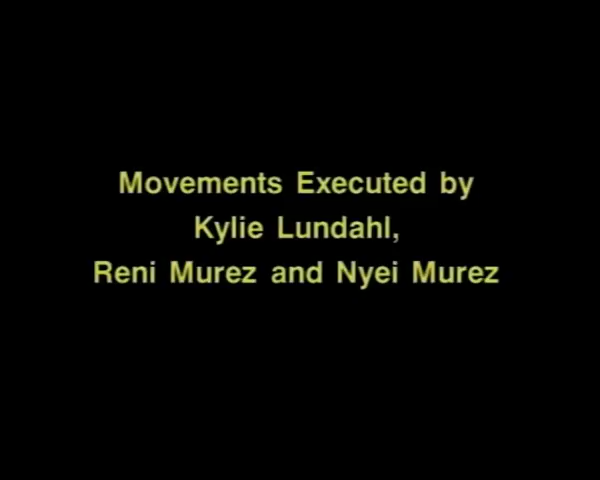 Movements Executed by
Kylie Lundahl,
Reni Murez and Nyei Murez